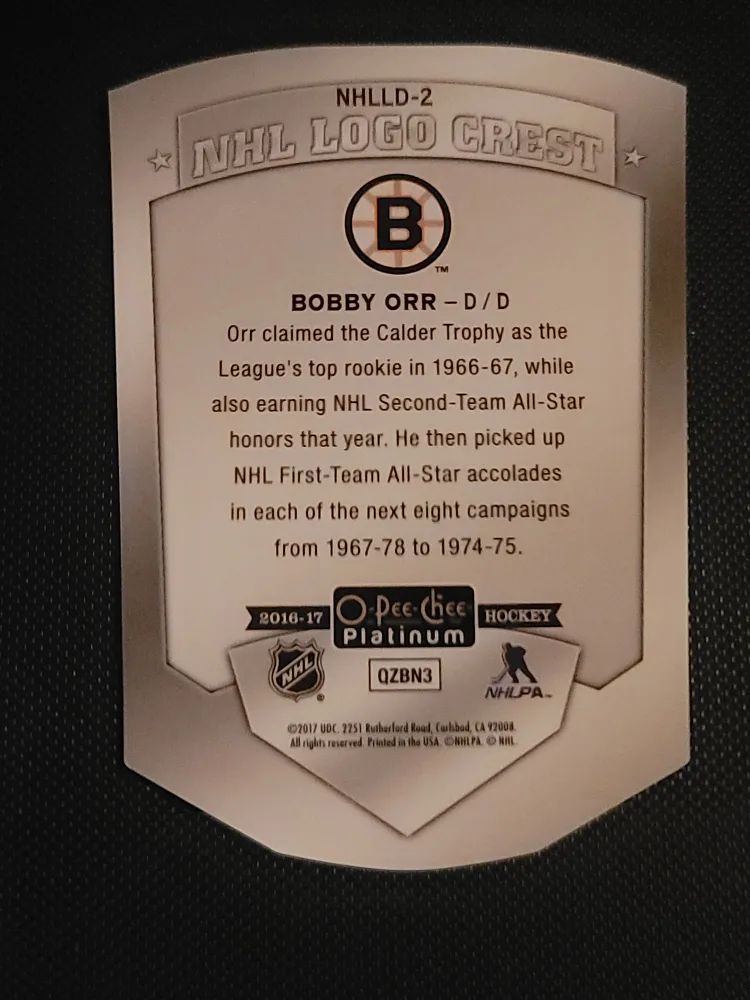 NHLLD-2
NHL LOGO CREST
B
TM
BOBBY ORR – D / D
Orr claimed the Calder Trophy as the
League's top rookie in 1966-67, while
also earning NHL Second-Team All-Star
honors that year. He then picked up
NHL First-Team All-Star accolades
in each of the next eight campaigns
from 1967-78 to 1974-75.
2016-17 O-Pee-Chee HOCKEY
Platinum
NHL ® QZBN3 NHLPA™
©2017 UDC. 2251 Rutherford Road, Carlsbad, CA 92008.
All rights reserved. Printed in the USA. ©NHLPA. © NHL.